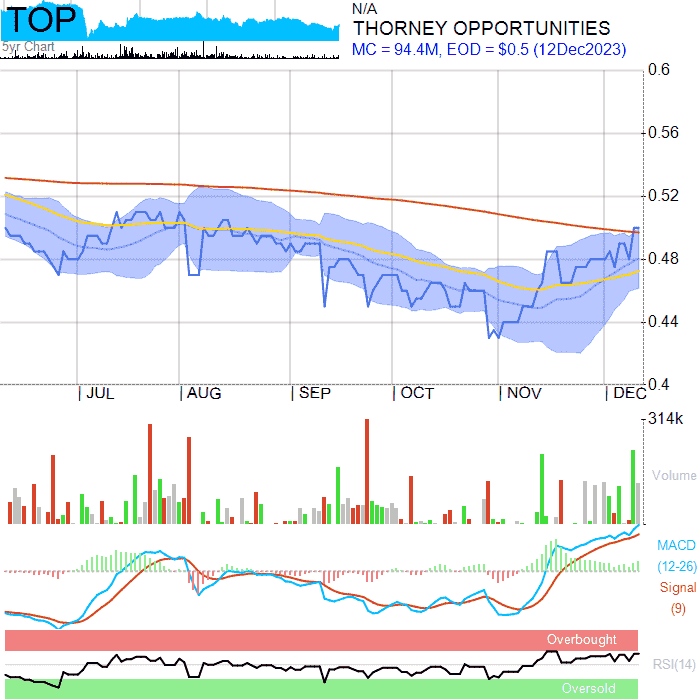 TOP
5yr Chart
N/A
THORNEY OPPORTUNITIES
MC = 94.4M, EOD = $0.5 (12Dec2023)
0.6
0.56
0.52
0.48
0.44
0.4
| JUL | AUG | SEP | OCT | NOV | DEC
314k
Volume
MACD
(12-26)
Signal
(9)
Overbought
RSI(14)
Oversold